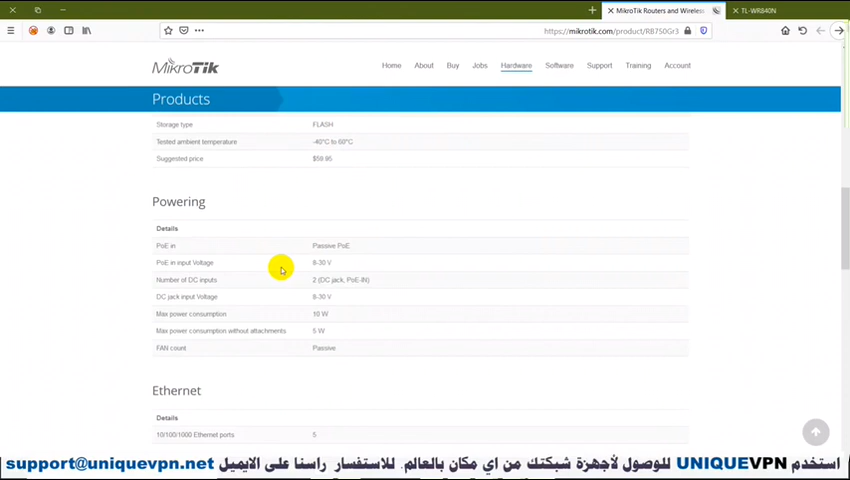 MikroTik Routers and Wireless
TL-WR840N
https://mikrotik.com/product/RB750Gr3
MikroTik
Home About Buy Jobs Hardware Software Support Training Account
Products
Storage type FLASH
Tested ambient temperature -40°C to 60°C
Suggested price $59.95
Powering
Details
PoE in Passive PoE
PoE in input Voltage 8-30 V
Number of DC inputs 2 (DC jack, PoE-IN)
DC jack input Voltage 8-30 V
Max power consumption 10 W
Max power consumption without attachments 5 W
FAN count Passive
Ethernet
Details
10/100/1000 Ethernet ports 5
استخدم UNIQUEVPN للوصول لأجهزة شبكتك من اي مكان بالعالم. للاستفسار راسنا على الايميل support@uniquevpn.net